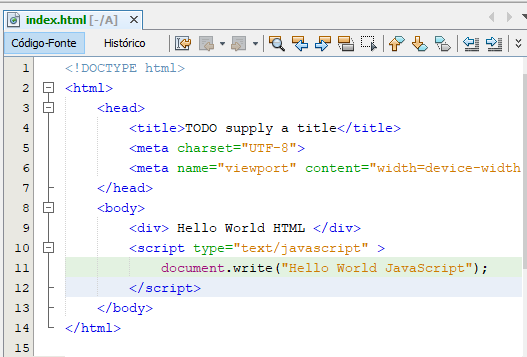 index.html [-/A]
Código-Fonte Histórico
1 <!DOCTYPE html>
2 <html>
3 <head>
4 <title>TODO supply a title</title>
5 <meta charset="UTF-8">
6 <meta name="viewport" content="width=device-width
7 </head>
8 <body>
9 <div> Hello World HTML </div>
10 <script type="text/javascript" >
11 document.write("Hello World JavaScript");
12 </script>
13 </body>
14 </html>
15